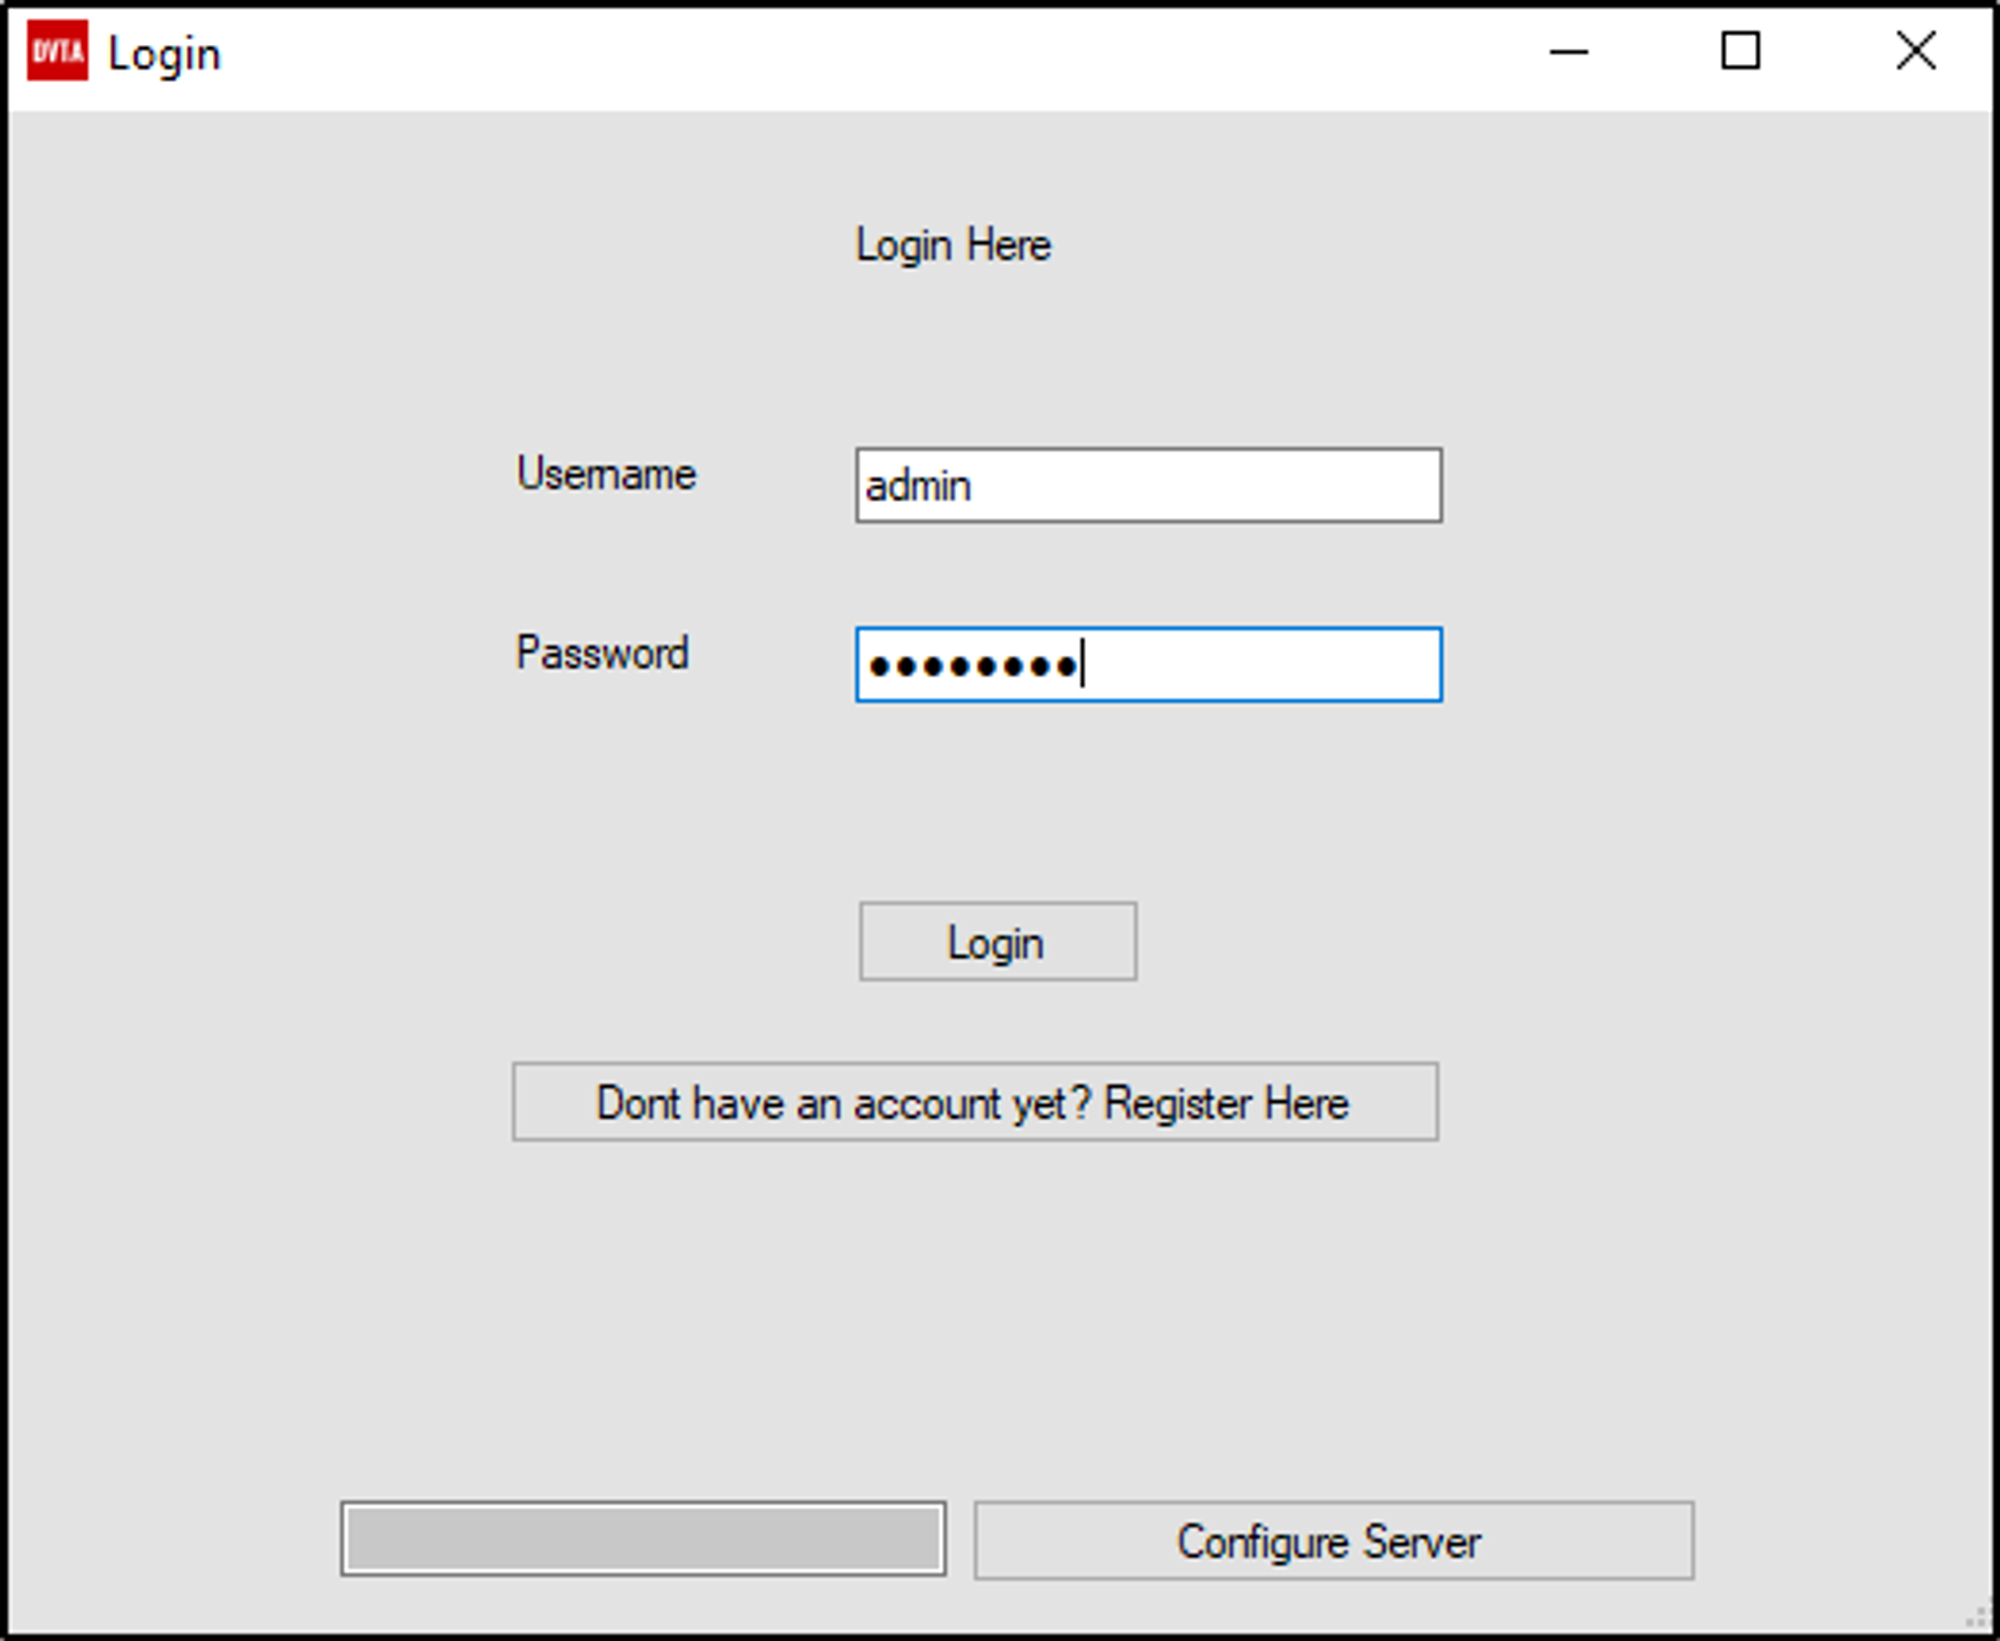 DVTA Login
Login Here
Username admin
Password ●●●●●●●●
Login
Dont have an account yet? Register Here
Configure Server